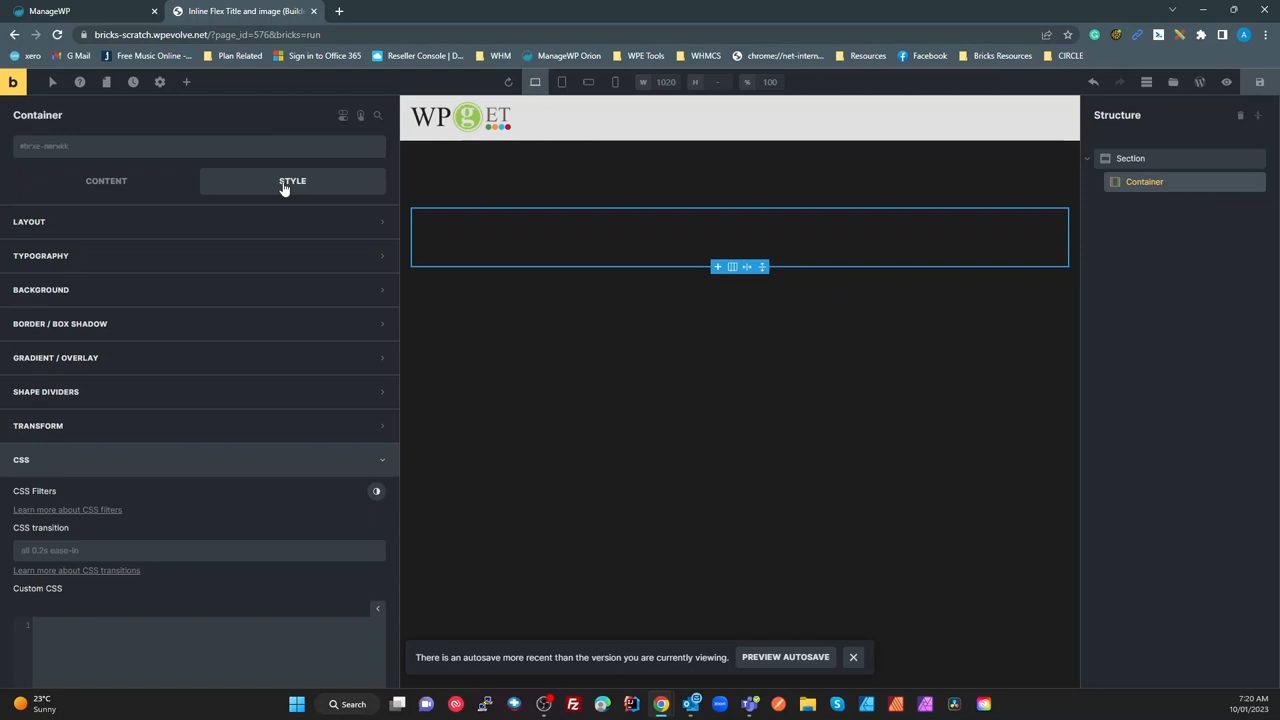 ManageWP
Inline Flex Title and image (Build
bricks-scratch.wpevolve.net/?page_id=576&bricks=run
xero
G Mail
Free Music Online -...
Plan Related
Sign in to Office 365
Reseller Console | D...
WHM
ManageWP Orion
WPF Tools
WHMCS
chrome://net-intern...
Resources
Facebook
Bricks Resources
CIRCLE
b
W 1020 H - % 100
Container
#brxe-
CONTENT
STYLE
LAYOUT
TYPOGRAPHY
BACKGROUND
BORDER / BOX SHADOW
GRADIENT / OVERLAY
SHAPE DIVIDERS
TRANSFORM
CSS
CSS Filters
Learn more about CSS filters
CSS transition
all 0.2s ease-in
Learn more about CSS transitions
Custom CSS
1
WP gET
There is an autosave more recent than the version you are currently viewing.
PREVIEW AUTOSAVE
Structure
Section
Container
23°C
Sunny
Search
7:20 AM
10/01/2023